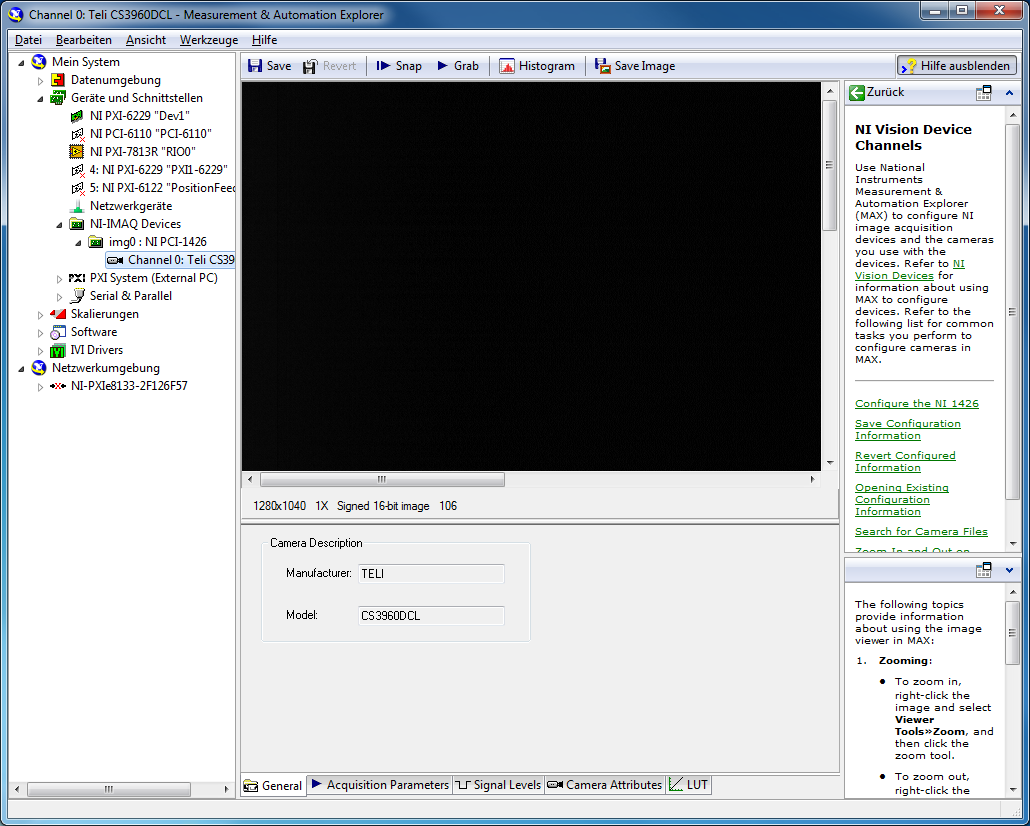 Channel 0: Teli CS3960DCL - Measurement & Automation Explorer
Datei Bearbeiten Ansicht Werkzeuge Hilfe
Mein System
Datenumgebung
Geräte und Schnittstellen
NI PXI-6229 "Dev1"
NI PCI-6110 "PCI-6110"
NI PXI-7813R "RIO0"
4: NI PXI-6229 "PXI1-6229"
5: NI PXI-6122 "PositionFeed
Netzwerkgeräte
NI-IMAQ Devices
img0 : NI PCI-1426
Channel 0: Teli CS39
PXI PXI System (External PC)
Serial & Parallel
Skalierungen
Software
IVI Drivers
Netzwerkumgebung
NI-PXIe8133-2F126F57
Save Revert Snap Grab Histogram Save Image Hilfe ausblenden
1280x1040 1X Signed 16-bit image 106
Camera Description
Manufacturer: TELI
Model: CS3960DCL
General Acquisition Parameters Signal Levels Camera Attributes LUT
Zurück
NI Vision Device
Channels
Use National
Instruments
Measurement &
Automation Explorer
(MAX) to configure NI
image acquisition
devices and the cameras
you use with the
devices. Refer to NI
Vision Devices for
information about using
MAX to configure
devices. Refer to the
following list for common
tasks you perform to
configure cameras in
MAX.
Configure the NI 1426
Save Configuration
Information
Revert Configured
Information
Opening Existing
Configuration
Information
Search for Camera Files
Zoom In and Out on
The following topics
provide information
about using the image
viewer in MAX:
1. Zooming:
• To zoom in,
right-click the
image and select
Viewer
Tools»Zoom, and
then click the
zoom tool.
• To zoom out,
right-click the